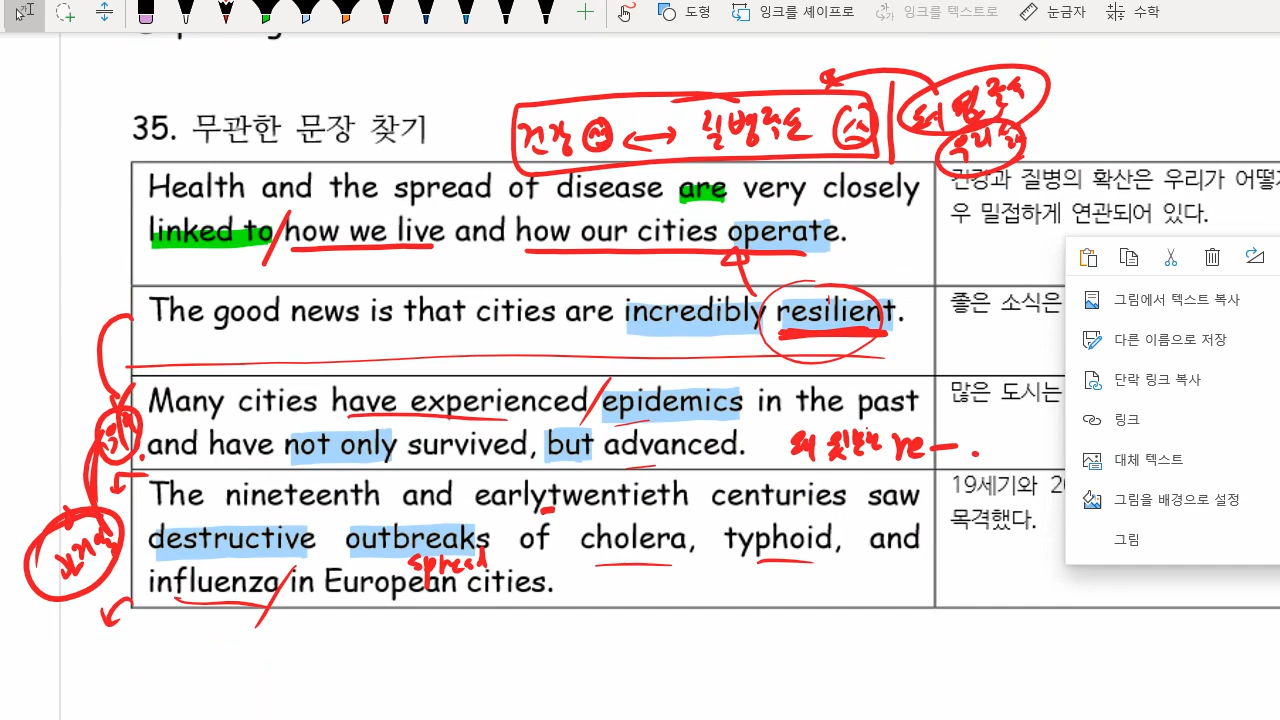 도형 잉크를 셰이프로 잉크를 텍스트로 눈금자 수학
35. 무관한 문장 찾기
건강 ↔ 질병
우리
Health and the spread of disease are very closely
linked to / how we live and how our cities operate.
건강과 질병의 확산은 우리가 어떻게
우 밀접하게 연관되어 있다.
The good news is that cities are incredibly resilient.
좋은 소식은
Many cities have experienced / epidemics in the past
and have not only survived, but advanced.
많은 도시는
The nineteenth and earlytwentieth centuries saw
destructive outbreaks of cholera, typhoid, and
spread
influenza / in European cities.
19세기와 20
목격했다.
그림에서 텍스트 복사
다른 이름으로 저장
단락 링크 복사
링크
대체 텍스트
그림을 배경으로 설정
그림